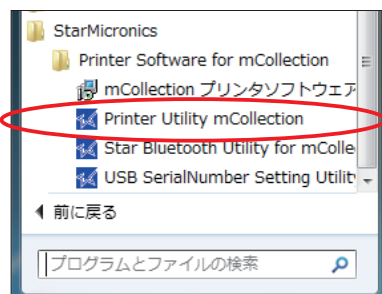 StarMicronics
Printer Software for mCollection
mCollection プリンタソフトウェア
Printer Utility mCollection
Star Bluetooth Utility for mColle
USB SerialNumber Setting Utilit
前に戻る
プログラムとファイルの検索